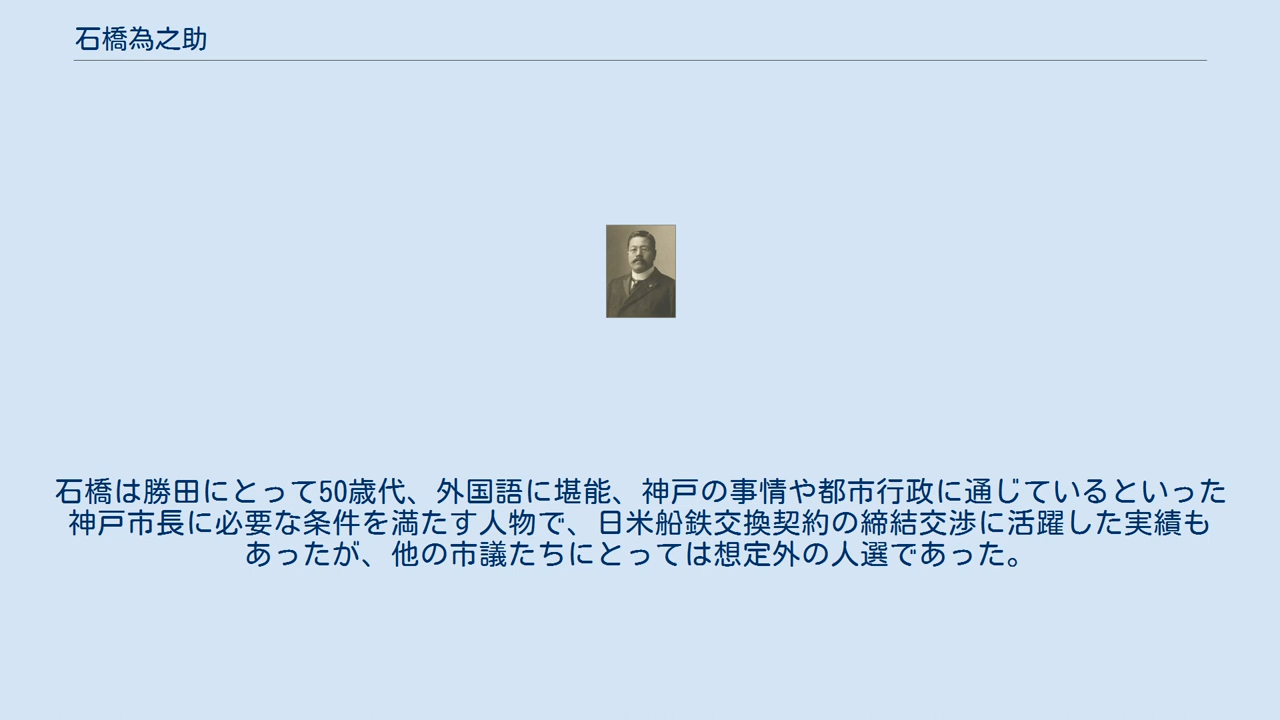 石橋為之助
石橋は勝田にとって50歳代、外国語に堪能、神戸の事情や都市行政に通じているといった
神戸市長に必要な条件を満たす人物で、日米船鉄交換契約の締結交渉に活躍した実績も
あったが、他の市議たちにとっては想定外の人選であった。